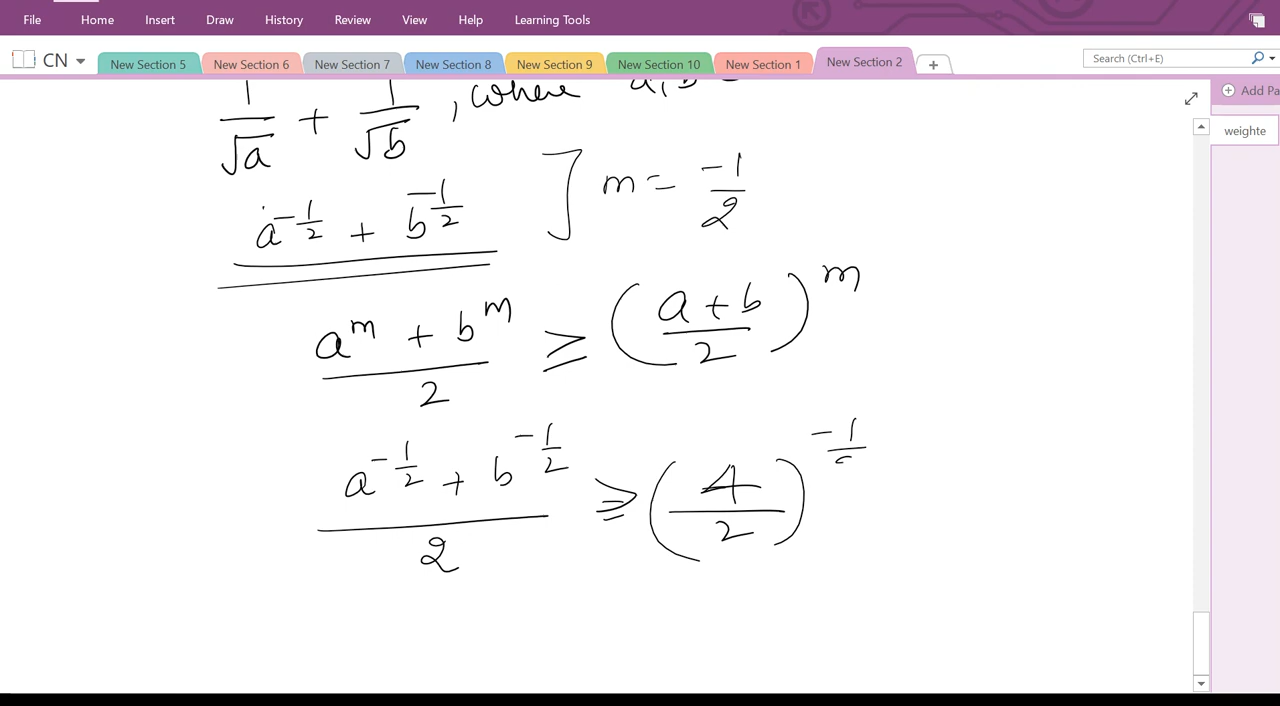 File Home Insert Draw History Review View Help Learning Tools
CN New Section 5 New Section 6 New Section 7 New Section 8 New Section 9 New Section 10 New Section 1 New Section 2 + Search (Ctrl+E)
Add Pa
weighte
1/√a + 1/√b , where a, b
a^(-1/2) + b^(-1/2) ] m = -1/2
(a^m + b^m)/2 ≥ ((a + b)/2)^m
(a^(-1/2) + b^(-1/2))/2 ≥ (4/2)^(-1/